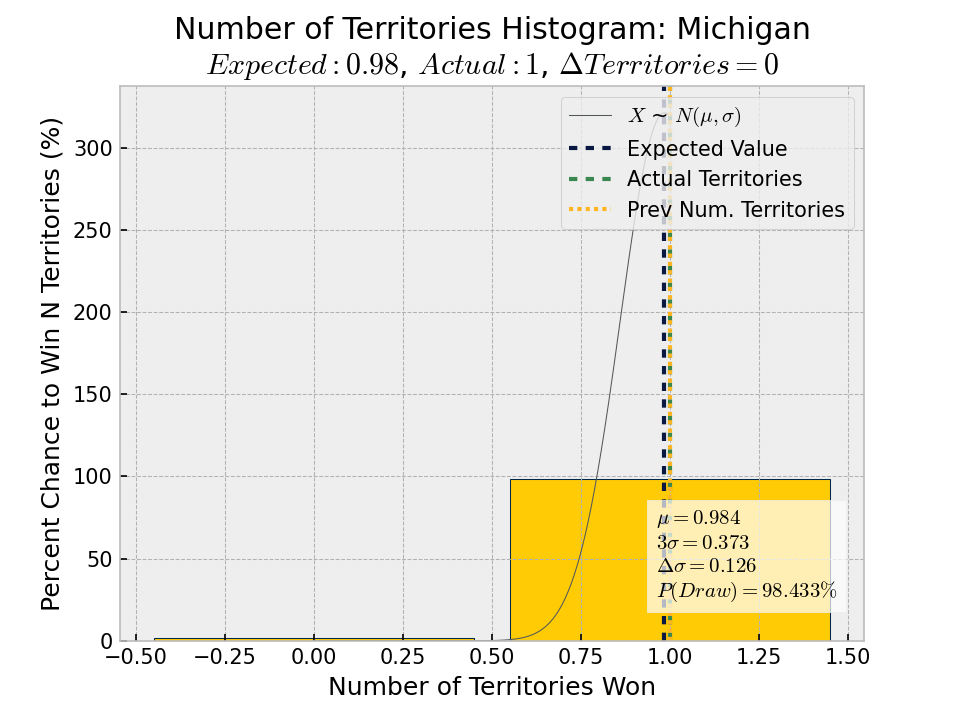 Number of Territories Histogram: Michigan
Expected : 0.98, Actual : 1, ΔTerritories = 0
Percent Chance to Win N Territories (%)
300
250
200
150
100
50
0
X ~ N(μ, σ)
Expected Value
Actual Territories
Prev Num. Territories
μ = 0.984
3σ = 0.373
Δσ = 0.126
P(Draw) = 98.433%
−0.50 −0.25 0.00 0.25 0.50 0.75 1.00 1.25 1.50
Number of Territories Won